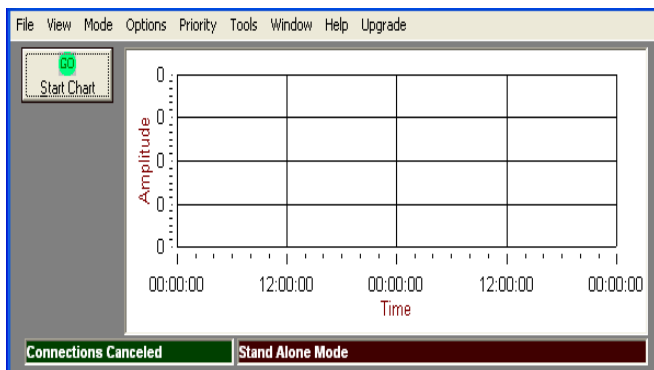 File View Mode Options Priority Tools Window Help Upgrade
GO
Start Chart
Amplitude
0
0
0
0
0
00:00:00 12:00:00 00:00:00 12:00:00 00:00:00
Time
Connections Canceled Stand Alone Mode